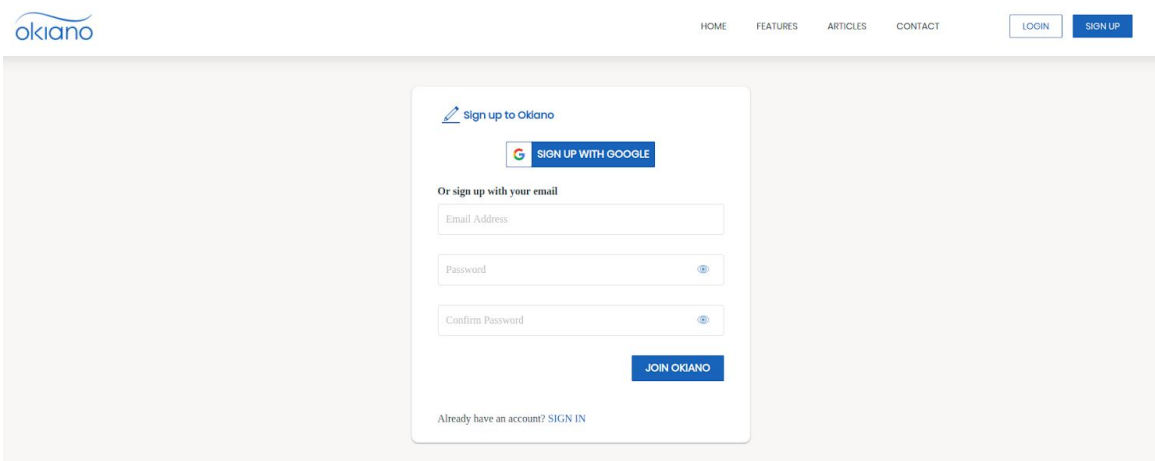 okiano
HOME FEATURES ARTICLES CONTACT LOGIN SIGN UP
Sign up to Okiano
SIGN UP WITH GOOGLE
Or sign up with your email
Email Address
Password
Confirm Password
JOIN OKIANO
Already have an account? SIGN IN